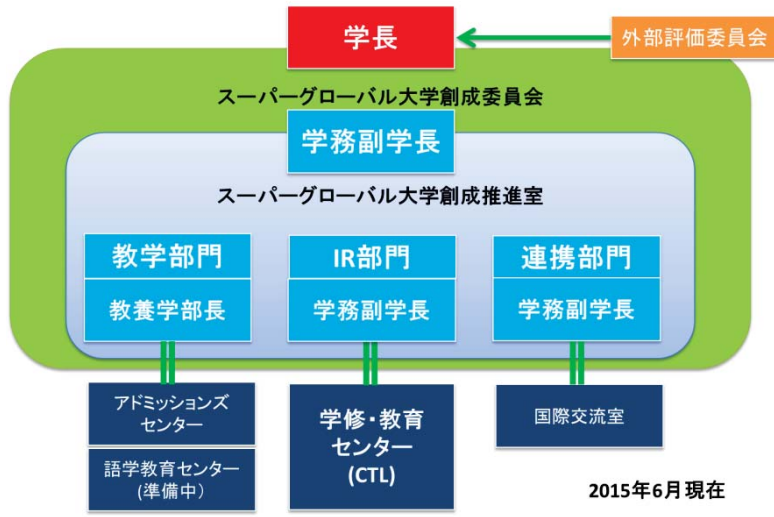 学長
外部評価委員会
スーパーグローバル大学創成委員会
学務副学長
スーパーグローバル大学創成推進室
教学部門
教養学部長
IR部門
学務副学長
連携部門
学務副学長
アドミッションズ
センター
語学教育センター
(準備中)
学修・教育
センター
(CTL)
国際交流室
2015年6月現在